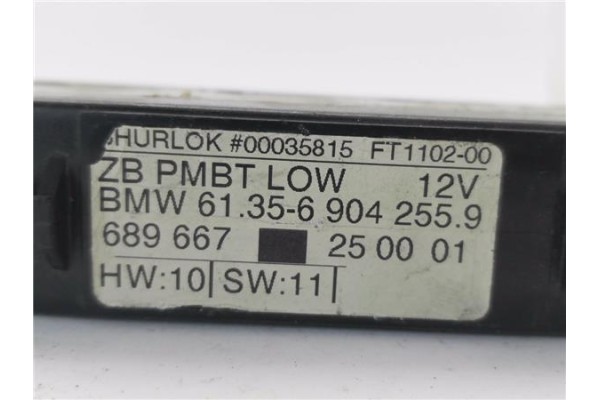 SHURLOK #00035815 FT1102-00
ZB PMBT LOW 12V
BMW 61.35-6 904 255.9
689 667 25 00 01
HW:10 SW:11